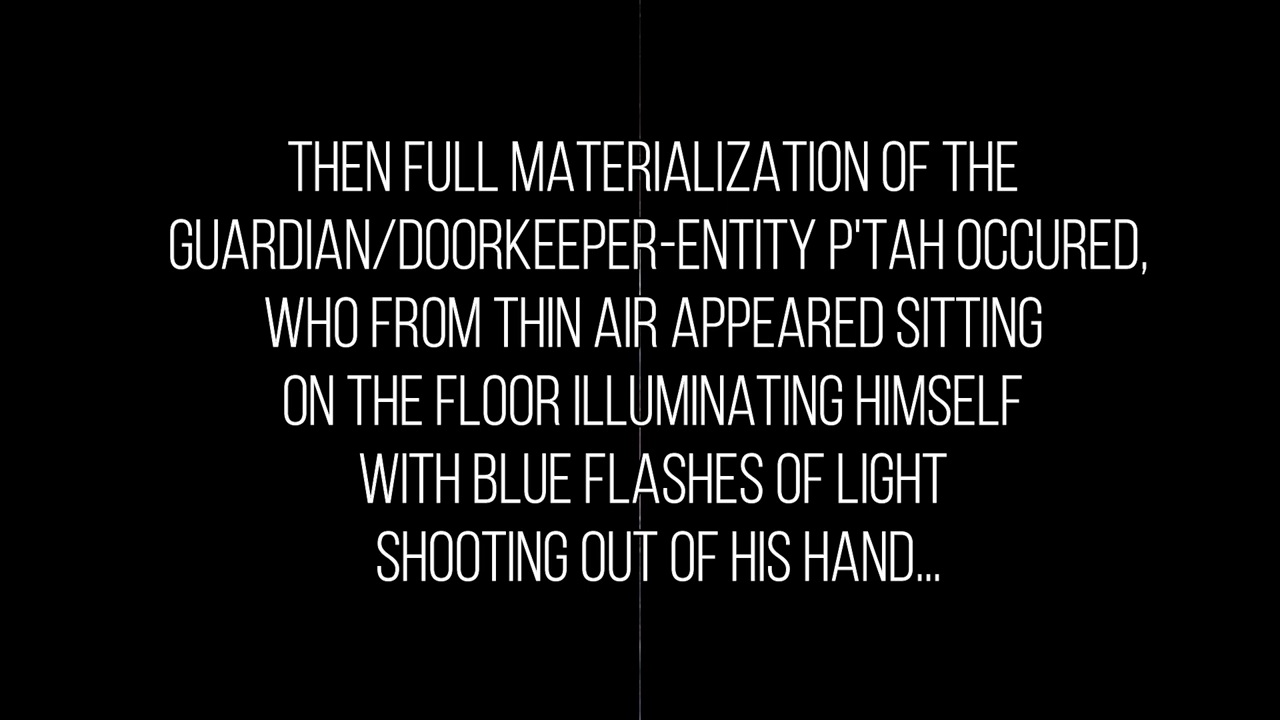 THEN FULL MATERIALIZATION OF THE
GUARDIAN/DOORKEEPER-ENTITY P'TAH OCCURED,
WHO FROM THIN AIR APPEARED SITTING
ON THE FLOOR ILLUMINATING HIMSELF
WITH BLUE FLASHES OF LIGHT
SHOOTING OUT OF HIS HAND...